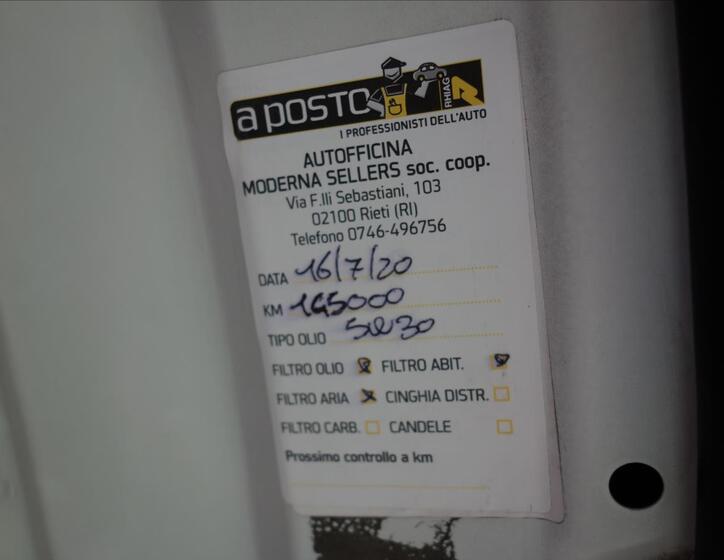 a posto
RHIAG
I PROFESSIONISTI DELL'AUTO
AUTOFFICINA
MODERNA SELLERS soc. coop.
Via F.lli Sebastiani, 103
02100 Rieti (RI)
Telefono 0746-496756
DATA 16/7/20
KM 145000
TIPO OLIO 5W30
FILTRO OLIO FILTRO ABIT.
FILTRO ARIA CINGHIA DISTR.
FILTRO CARB. CANDELE
Prossimo controllo a km